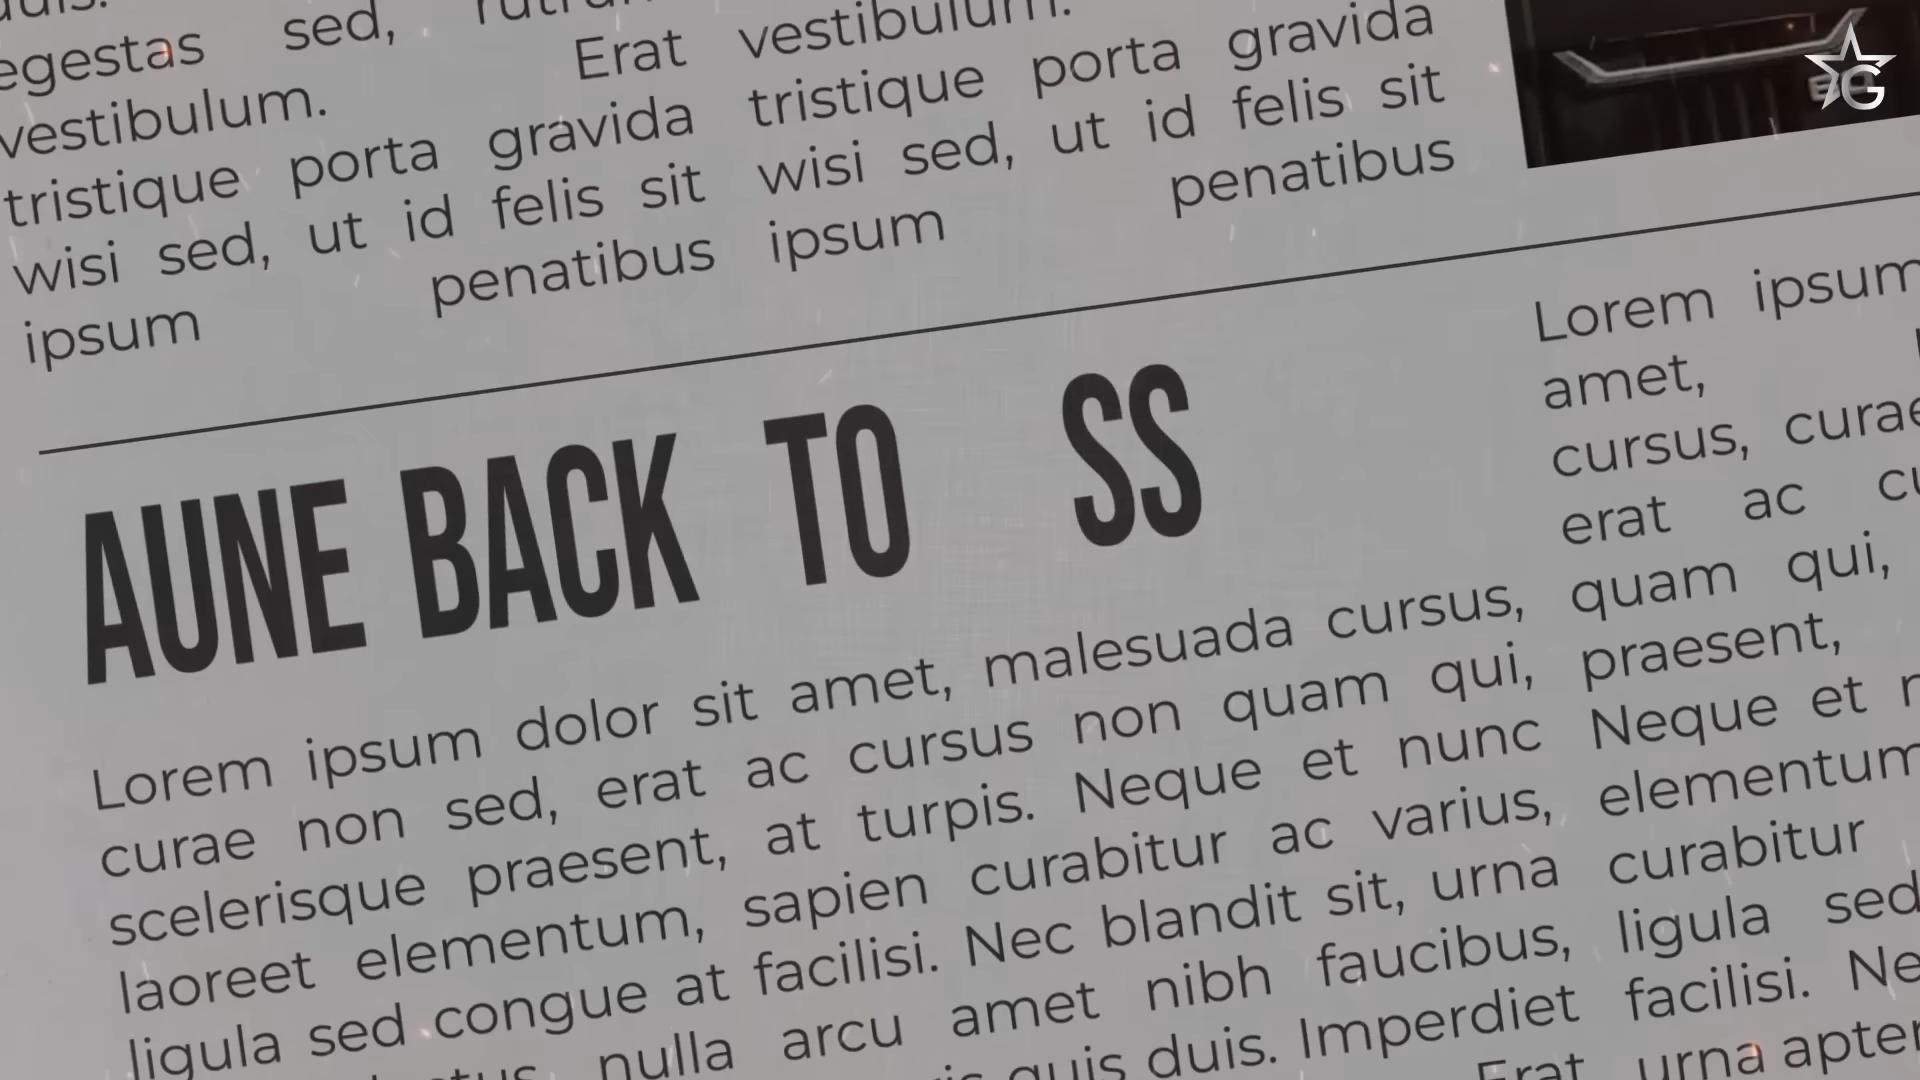 egestas sed,
vestibulum.
tristique porta gravida
wisi sed, ut id felis sit
penatibus
ipsum
Erat vestibulum.
tristique porta gravida
wisi sed, ut id felis sit
ipsum penatibus
G
AUNE BACK TO SS
Lorem ipsum dolor sit amet, malesuada cursus,
curae non sed, erat ac cursus non quam qui,
scelerisque praesent, at turpis. Neque et nunc
laoreet elementum, sapien curabitur ac varius,
ligula sed congue at facilisi. Nec blandit sit, urna
nulla arcu amet nibh faucibus,
quis duis. Imperdiet
Erat
Lorem ipsum
amet,
cursus, curae
erat ac
quam qui,
praesent,
Neque et
elementum
curabitur
ligula sed
facilisi.
urna